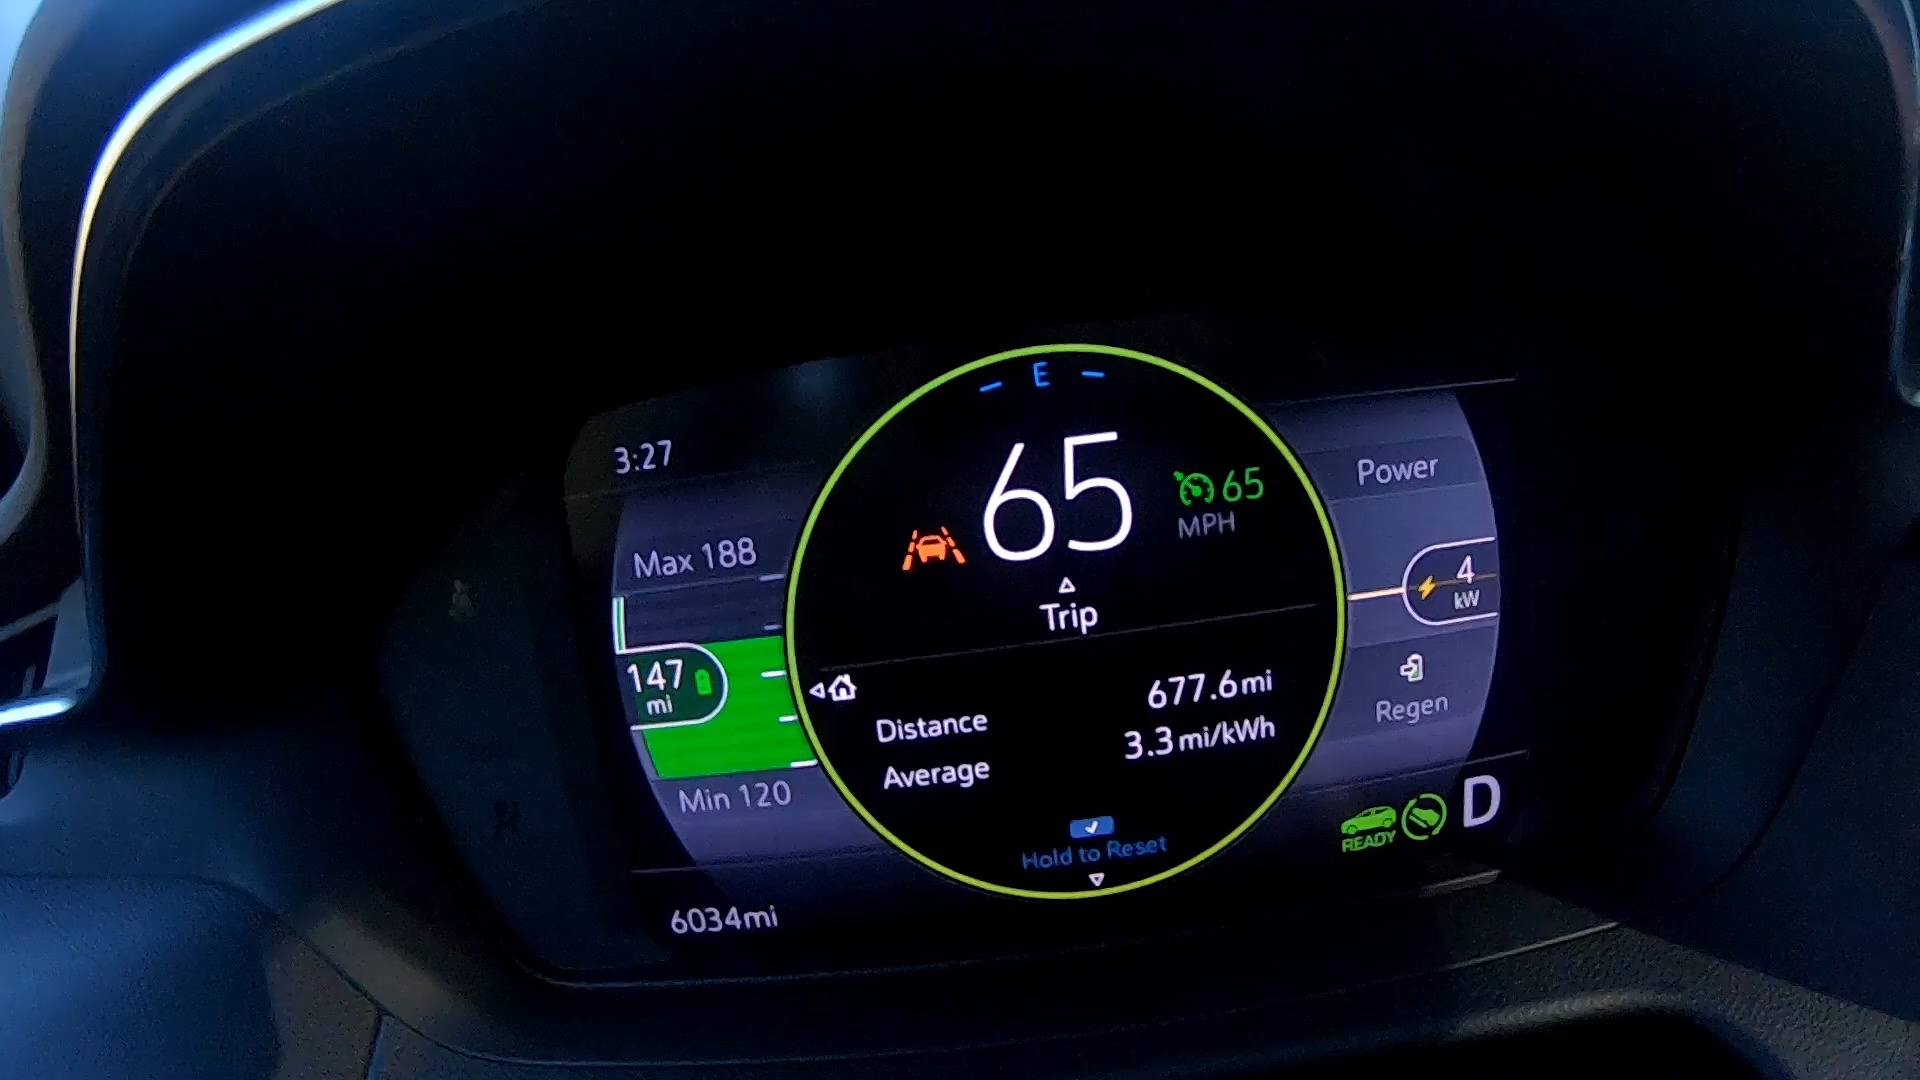 E
3:27
65
65
MPH
Power
Max 188
4
kW
Trip
147
mi
Distance 677.6mi
Average 3.3mi/kWh
Regen
Min 120
Hold to Reset
READY
D
6034mi